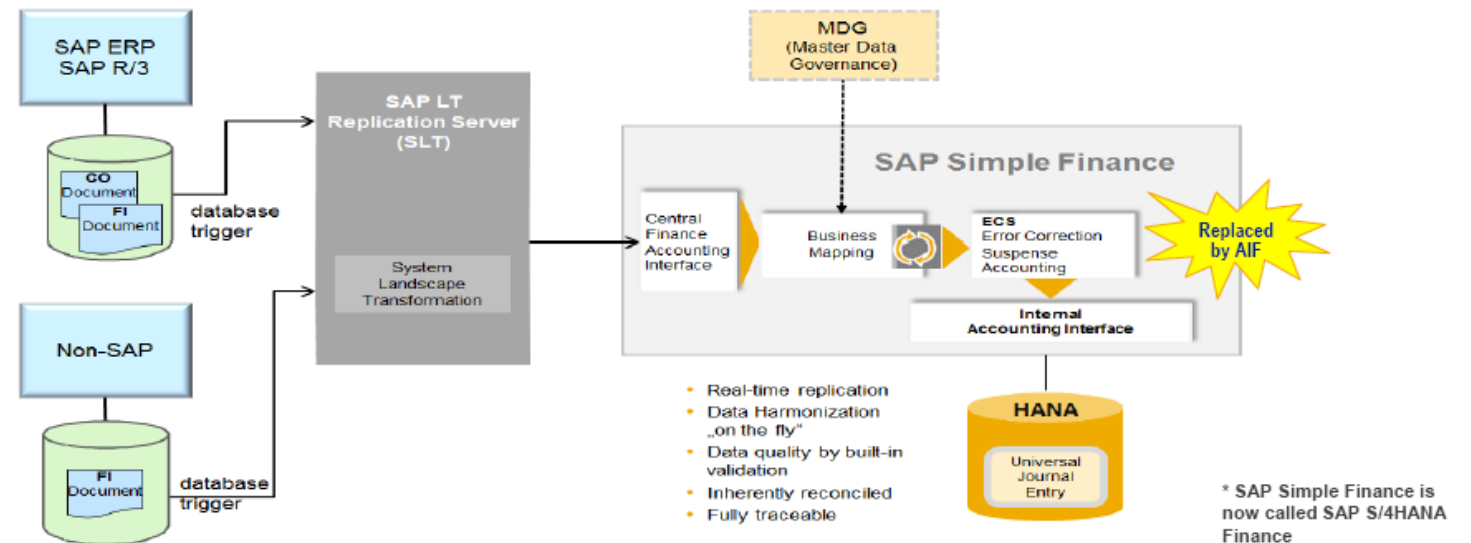 SAP ERP
SAP R/3
CO
Document
FI
Document
database
trigger
Non-SAP
FI
Document
database
trigger
SAP LT
Replication Server
(SLT)
System
Landscape
Transformation
MDG
(Master Data
Governance)
SAP Simple Finance
Central
Finance
Accounting
Interface
Business
Mapping
ECS
Error Correction
Suspense
Accounting
Replaced
by AIF
Internal
Accounting Interface
• Real-time replication
• Data Harmonization
„on the fly“
• Data quality by built-in
validation
• Inherently reconciled
• Fully traceable
HANA
Universal
Journal
Entry
* SAP Simple Finance is
now called SAP S/4HANA
Finance